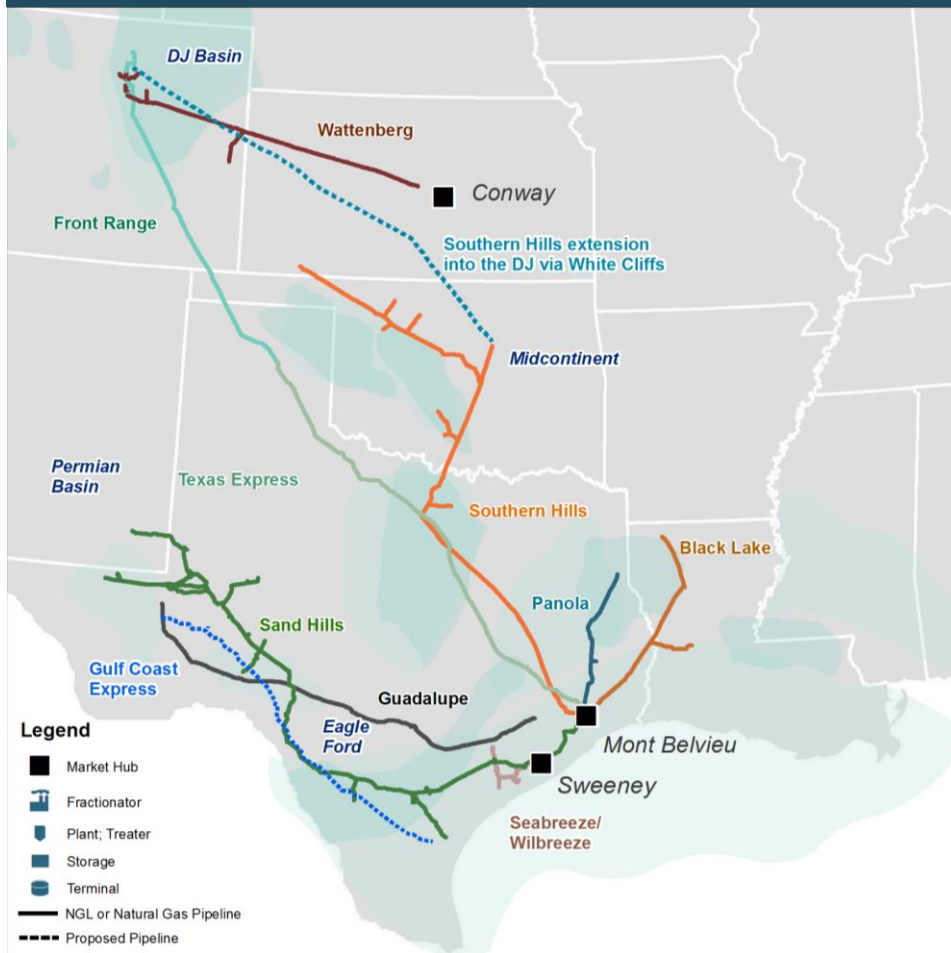 DJ Basin
Wattenberg
Conway
Front Range
Southern Hills extension
into the DJ via White Cliffs
Midcontinent
Permian
Basin
Texas Express
Southern Hills
Black Lake
Panola
Sand Hills
Gulf Coast
Express
Guadalupe
Eagle
Ford
Mont Belvieu
Sweeney
Seabreeze/
Wilbreeze
Legend
Market Hub
Fractionator
Plant; Treater
Storage
Terminal
NGL or Natural Gas Pipeline
Proposed Pipeline